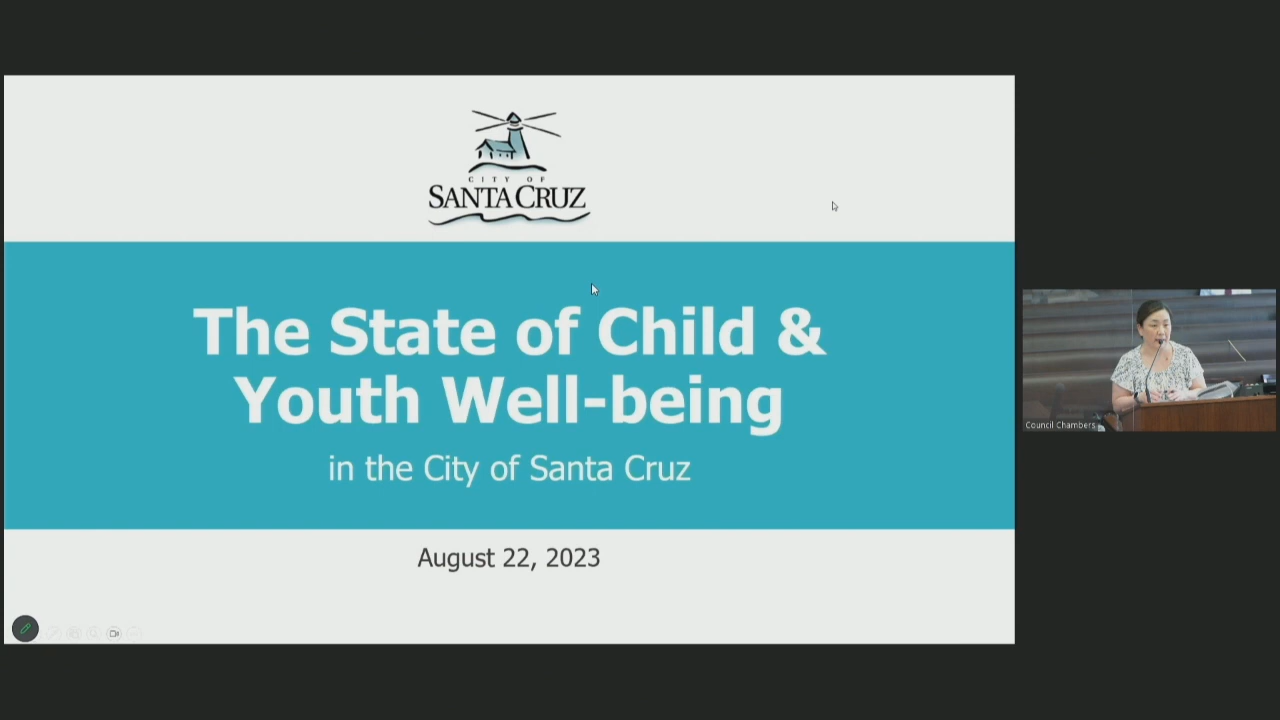 CITY OF
SANTA CRUZ
The State of Child &
Youth Well-being
in the City of Santa Cruz
August 22, 2023
Council Chambers